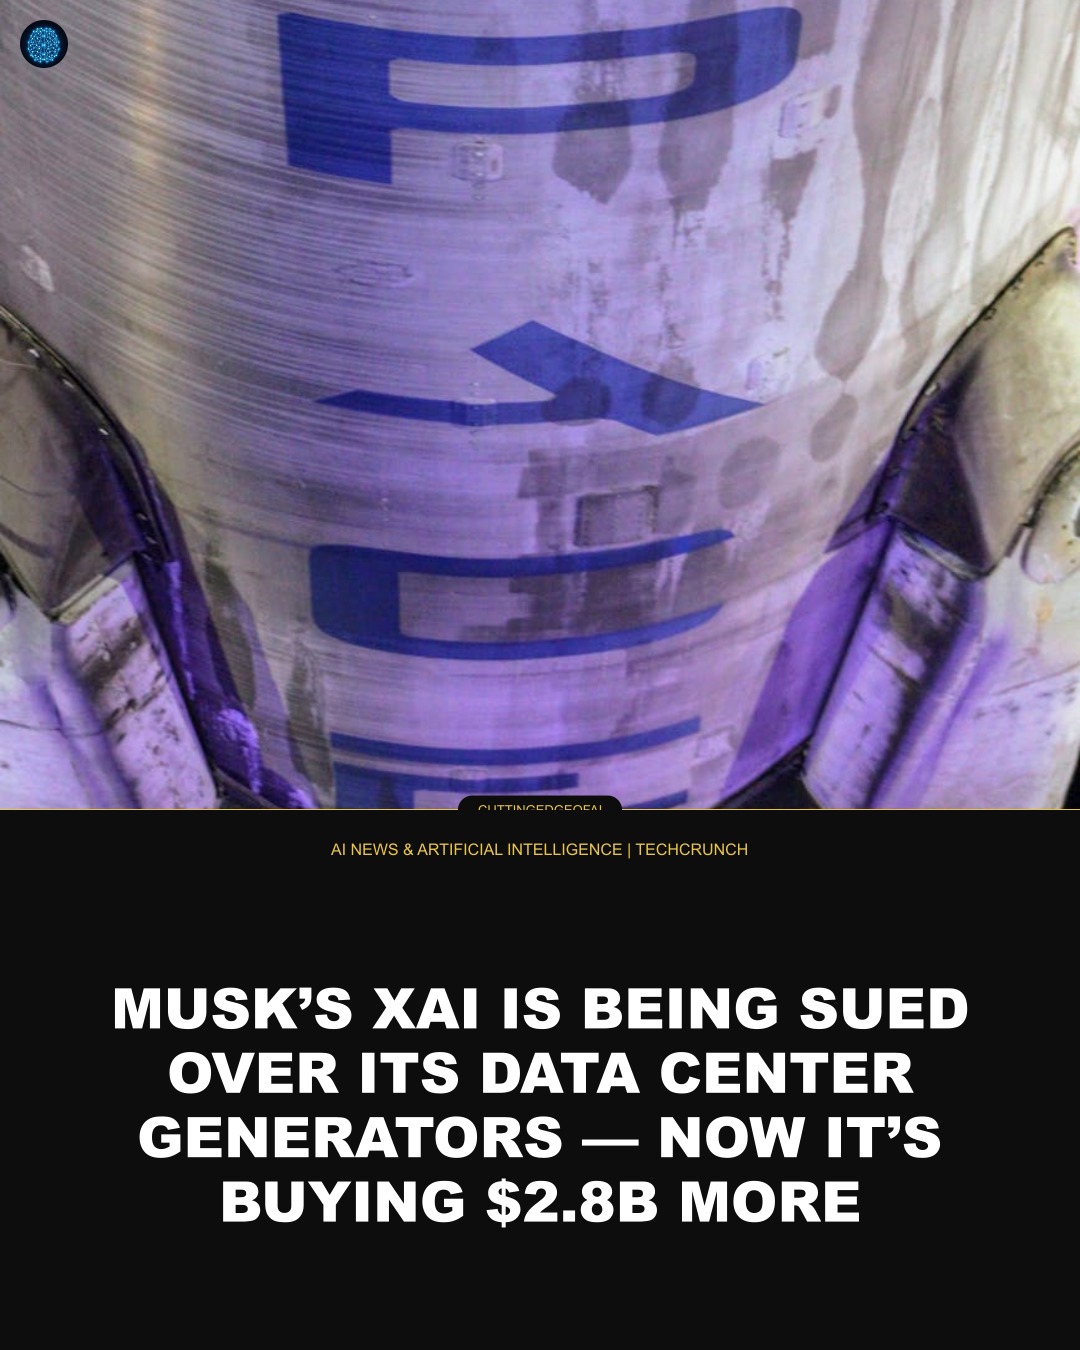 CUTTINGEDGEOFAI
AI NEWS & ARTIFICIAL INTELLIGENCE | TECHCRUNCH
MUSK’S XAI IS BEING SUED
OVER ITS DATA CENTER
GENERATORS — NOW IT’S
BUYING $2.8B MORE